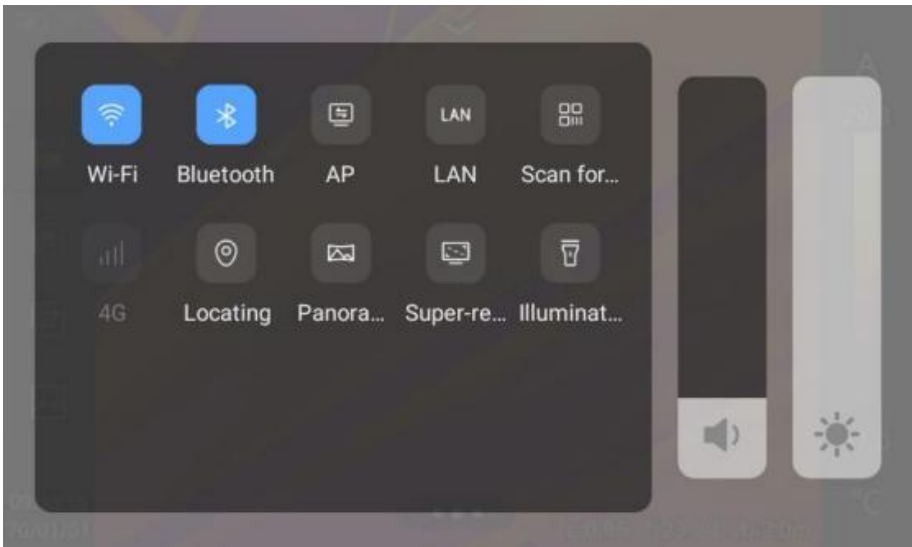 Wi-Fi
Bluetooth
AP
LAN
LAN
Scan for...
4G
Locating
Panora...
Super-re...
Illuminat...